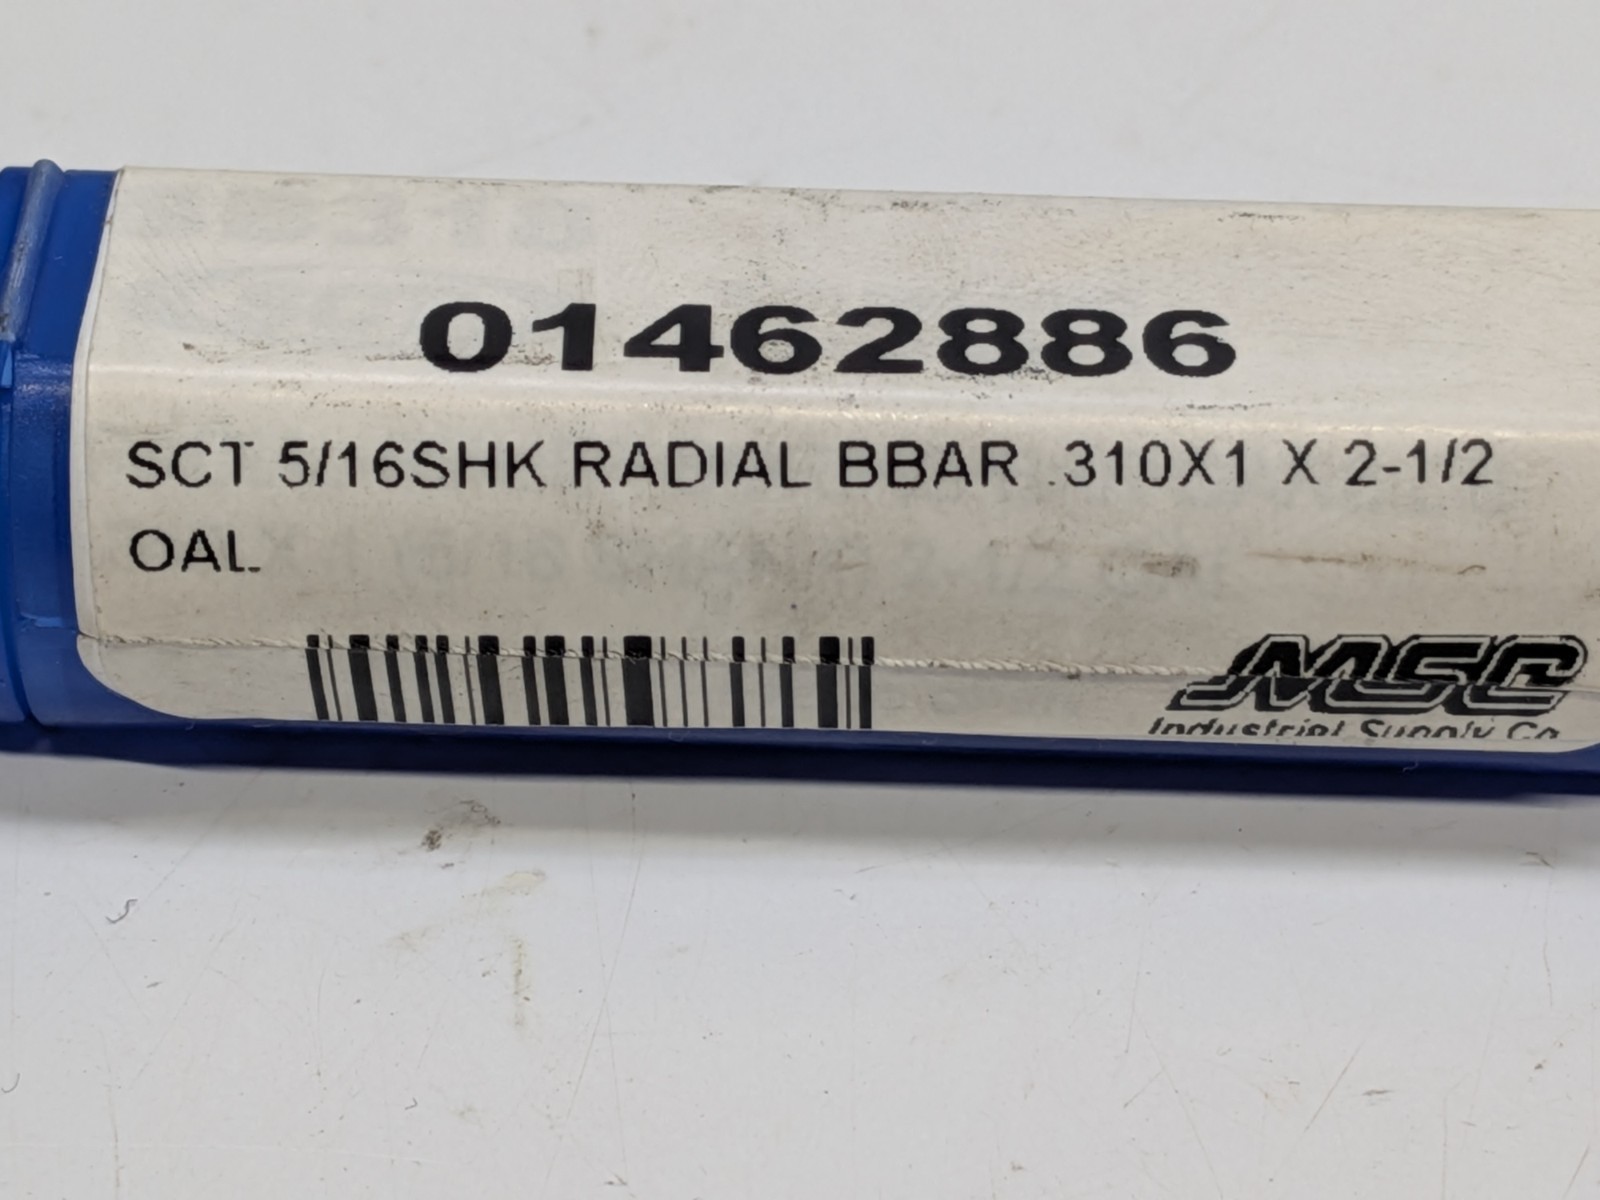 01462886
SCT 5/16SHK RADIAL BBAR .310X1 X 2-1/2
OAL
MSC
Industrial Supply Co